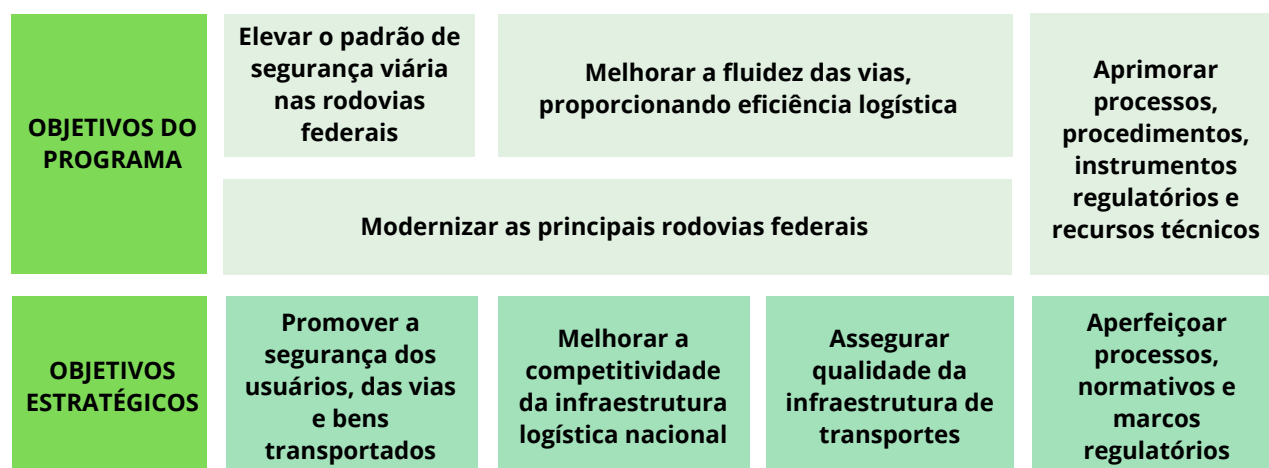 OBJETIVOS DO
PROGRAMA
Elevar o padrão de
segurança viária
nas rodovias
federais
Melhorar a fluidez das vias,
proporcionando eficiência logística
Modernizar as principais rodovias federais
Aprimorar
processos,
procedimentos,
instrumentos
regulatórios e
recursos técnicos
OBJETIVOS
ESTRATÉGICOS
Promover a
segurança dos
usuários, das vias
e bens
transportados
Melhorar a
competitividade
da infraestrutura
logística nacional
Assegurar
qualidade da
infraestrutura de
transportes
Aperfeiçoar
processos,
normativos e
marcos
regulatórios